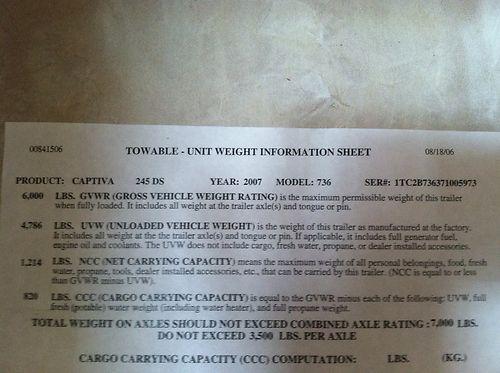 00841506 TOWABLE - UNIT WEIGHT INFORMATION SHEET 08/18/06
PRODUCT: CAPTIVA 245 DS YEAR: 2007 MODEL: 736 SER#: 1TC2B736371005973
6,000 LBS. GVWR (GROSS VEHICLE WEIGHT RATING) is the maximum permissible weight of this trailer
when fully loaded. It includes all weight at the trailer axle(s) and tongue or pin.
4,786 LBS. UVW (UNLOADED VEHICLE WEIGHT) is the weight of this trailer as manufactured at the factory.
It includes all weight at the the trailer axle(s) and tongue or pin. If applicable, it includes full generator fuel,
engine oil and coolants. The UVW does not include cargo, fresh water, propane, or dealer installed accessories.
1,214 LBS. NCC (NET CARRYING CAPACITY) means the maximum weight of all personal belongings, food, fresh
water, propane, tools, dealer installed accessories, etc., that can be carried by this trailer. (NCC is equal to or less
than GVWR minus UVW).
820 LBS. CCC (CARGO CARRYING CAPACITY) is equal to the GVWR minus each of the following: UVW, full
fresh (potable) water weight (including water heater), and full propane weight.
TOTAL WEIGHT ON AXLES SHOULD NOT EXCEED COMBINED AXLE RATING :7,000 LBS.
DO NOT EXCEED 3,500 LBS. PER AXLE
CARGO CARRYING CAPACITY (CCC) COMPUTATION: LBS. (KG.)